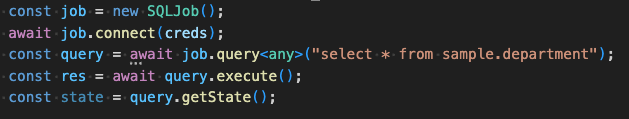 const job = new SQLJob();
await job.connect(creds);
const query = await job.query<any>("select * from sample.department");
const res = await query.execute();
const state = query.getState();